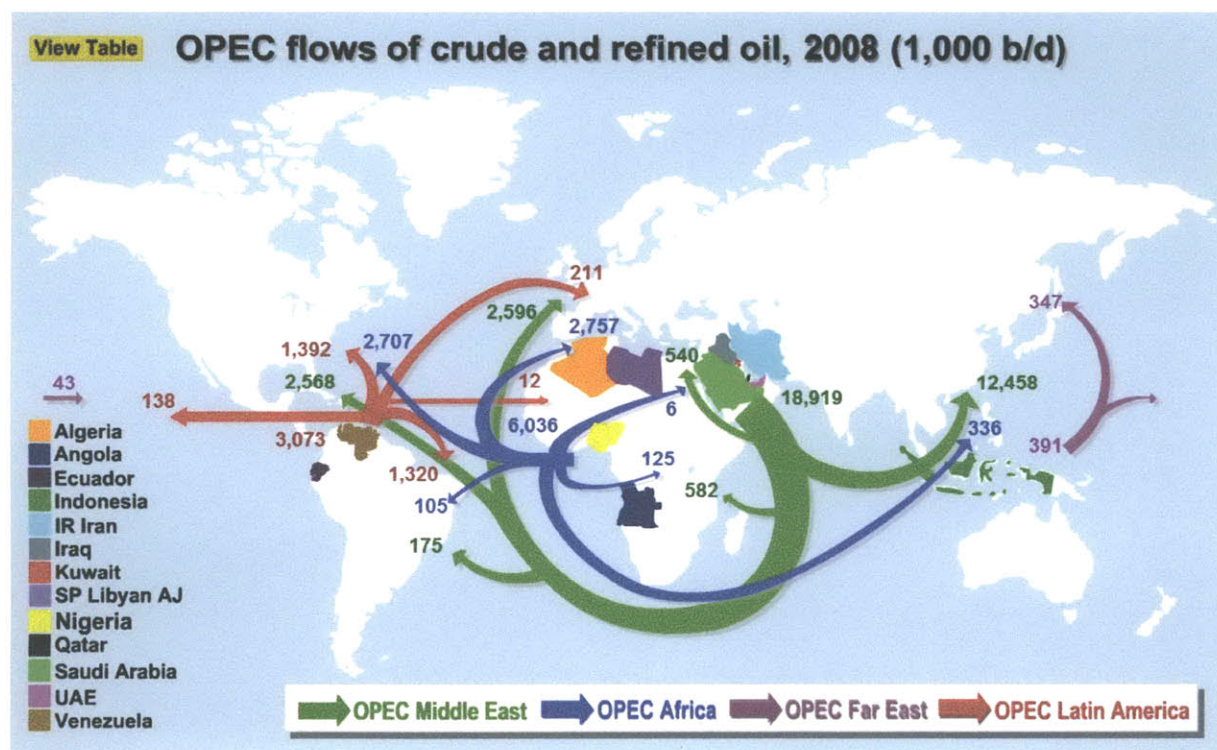 View Table
OPEC flows of crude and refined oil, 2008 (1,000 b/d)
211
2,596
2,757
347
2,707
1,392
540
2,568
12
12,458
43
138
18,919
6
3,073
6,036
336
1,320
125
391
105
582
175
Algeria
Angola
Ecuador
Indonesia
IR Iran
Iraq
Kuwait
SP Libyan AJ
Nigeria
Qatar
Saudi Arabia
UAE
Venezuela
OPEC Middle East
OPEC Africa
OPEC Far East
OPEC Latin America